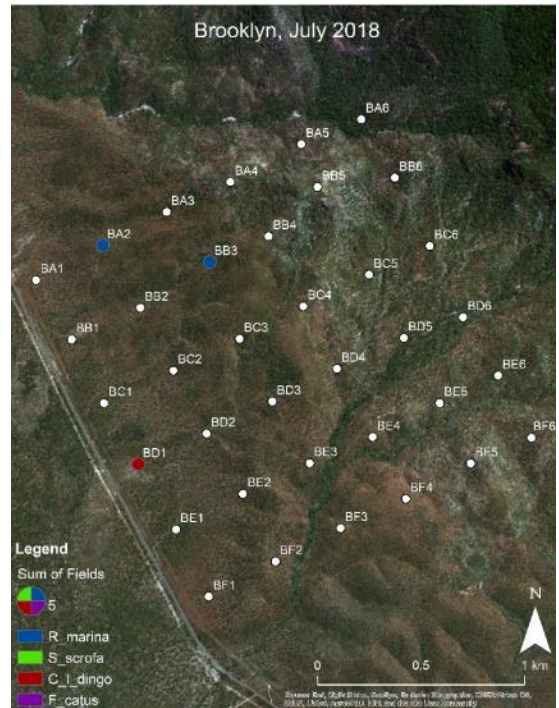 Brooklyn, July 2018
BA6
BA5
BA4
BB5
BB6
BA3
BA2
BB4
BC6
BB3
BA1
BC5
BB2
BC4
BD6
BB1
BC3
BD5
BC2
BD4
BE6
BC1
BD3
BE5
BD2
BE4
BF6
BD1
BE3
BF5
BE2
BF4
BE1
BF3
BF2
BF1
Legend
Sum of Fields
5
R_marina
S_scrofa
C_l_dingo
F_catus
N
0 0.5 1 km